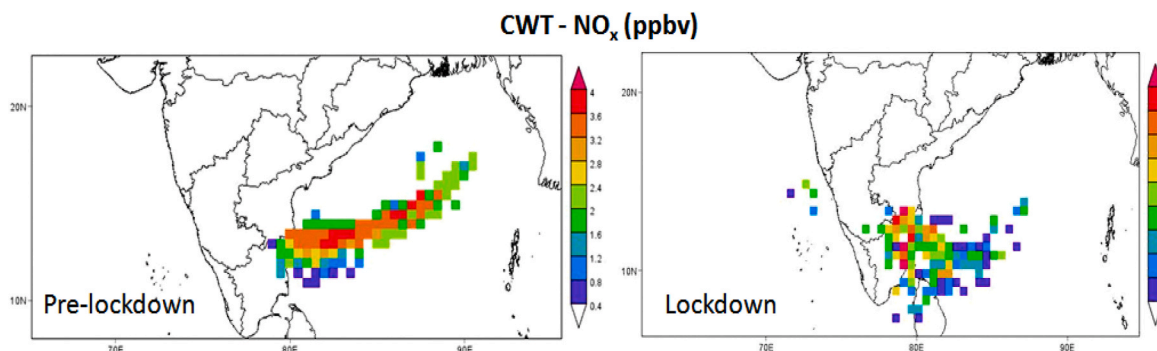 CWT - NOx (ppbv)
20N
10N
70E
80E
90E
4
3.6
3.2
2.8
2.4
2
1.6
1.2
0.8
0.4
Pre-lockdown
20N
10N
70E
80E
90E
Lockdown